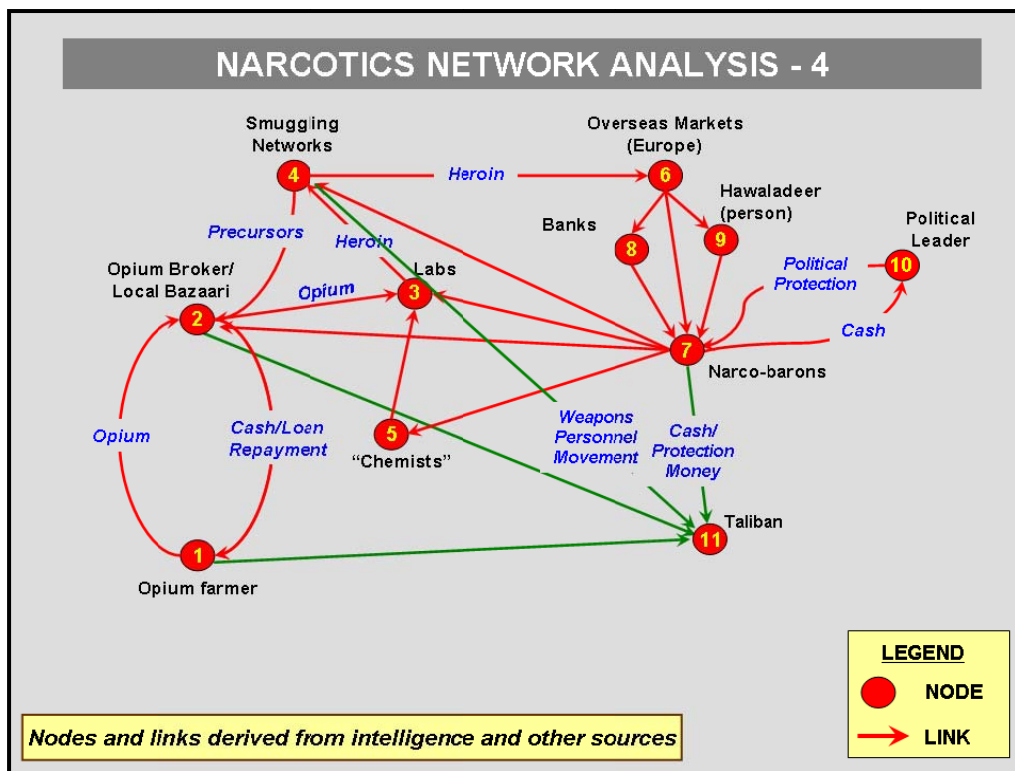 NARCOTICS NETWORK ANALYSIS - 4
Smuggling
Networks
4
Heroin
Overseas Markets
(Europe)
6
Hawaladeer
(person)
9
Banks
8
Political
Leader
10
Precursors
Heroin
Labs
3
Political
Protection
Opium Broker/
Local Bazaari
2
Opium
7
Narco-barons
Cash
Opium
Cash/Loan
Repayment
5
“Chemists”
Weapons
Personnel
Movement
Cash/
Protection
Money
Taliban
11
1
Opium farmer
LEGEND
NODE
LINK
Nodes and links derived from intelligence and other sources